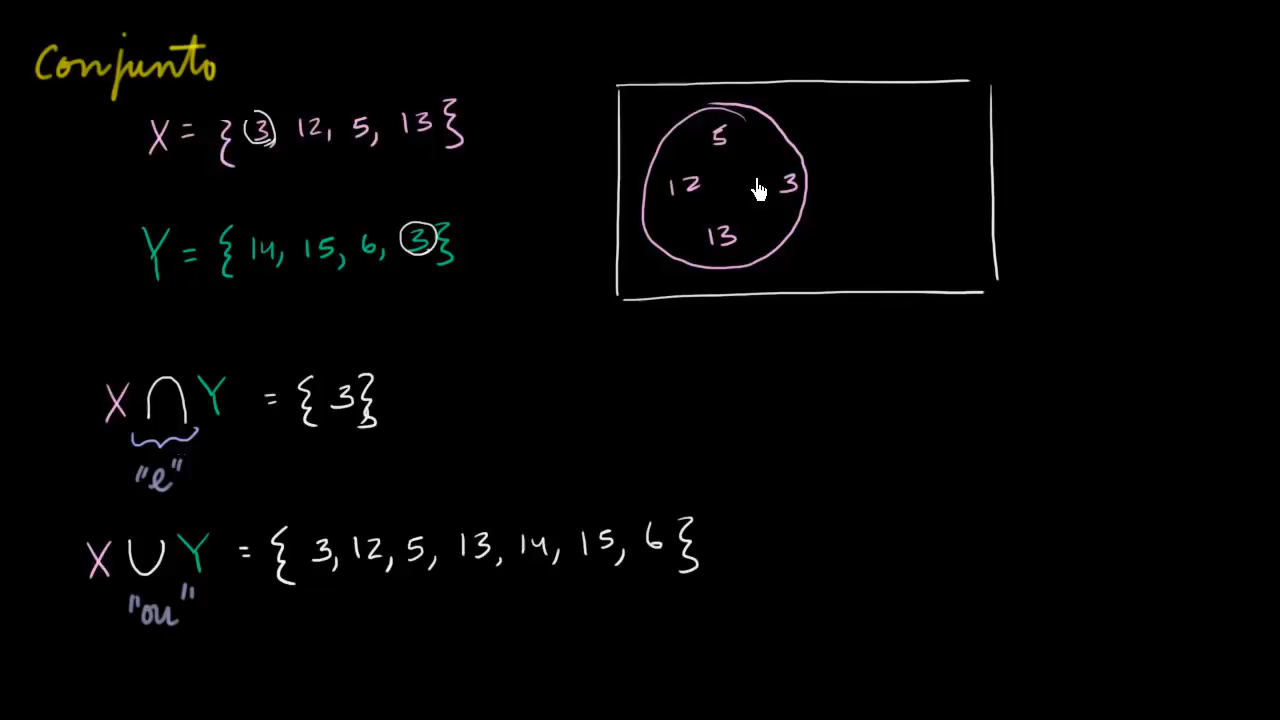 Conjunto
X = { 3 12, 5, 13 }
5
12 3
13
Y = { 14, 15, 6, 3 }
X ∩ Y = { 3 }
"e"
X ∪ Y = { 3, 12, 5, 13, 14, 15, 6 }
"ou"